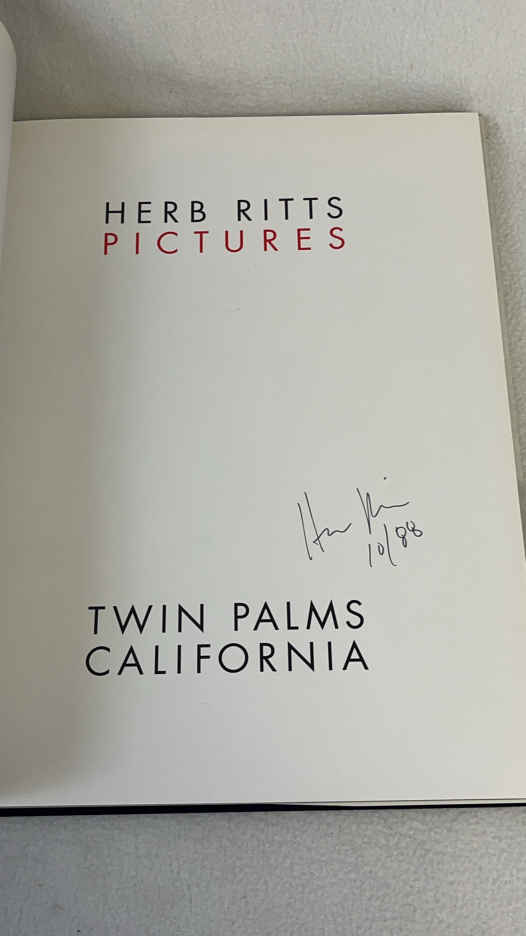 HERB RITTS
PICTURES
10/88
TWIN PALMS
CALIFORNIA